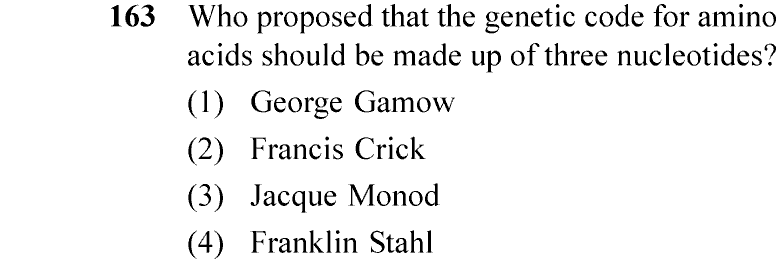 163 Who proposed that the genetic code for amino
acids should be made up of three nucleotides?
(1) George Gamow
(2) Francis Crick
(3) Jacque Monod
(4) Franklin Stahl